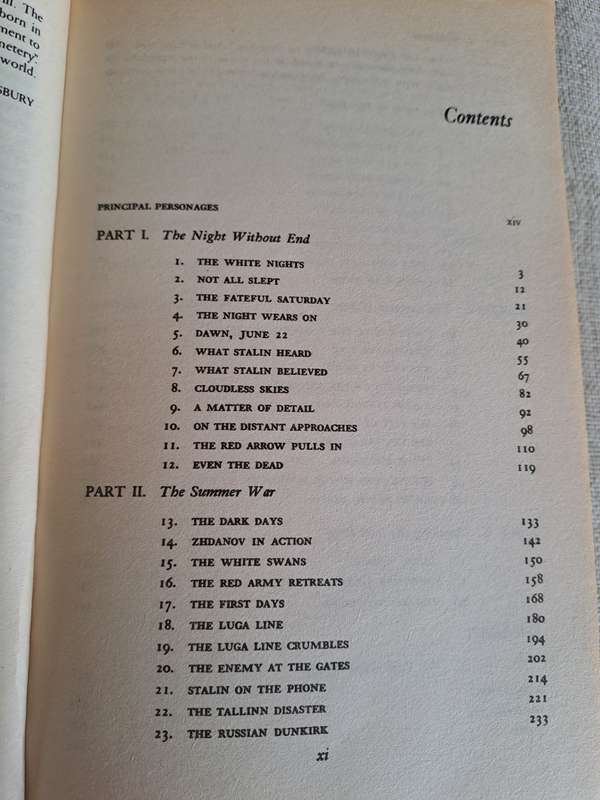 ill. The
born in
ment to
netery."
world.
SBURY
Contents
PRINCIPAL PERSONAGES xiv
PART I. The Night Without End
1. THE WHITE NIGHTS 3
2. NOT ALL SLEPT 12
3. THE FATEFUL SATURDAY 21
4. THE NIGHT WEARS ON 30
5. DAWN, JUNE 22 40
6. WHAT STALIN HEARD 55
7. WHAT STALIN BELIEVED 67
8. CLOUDLESS SKIES 82
9. A MATTER OF DETAIL 92
10. ON THE DISTANT APPROACHES 98
11. THE RED ARROW PULLS IN 110
12. EVEN THE DEAD 119
PART II. The Summer War
13. THE DARK DAYS 133
14. ZHDANOV IN ACTION 142
15. THE WHITE SWANS 150
16. THE RED ARMY RETREATS 158
17. THE FIRST DAYS 168
18. THE LUGA LINE 180
19. THE LUGA LINE CRUMBLES 194
20. THE ENEMY AT THE GATES 202
21. STALIN ON THE PHONE 214
22. THE TALLINN DISASTER 221
23. THE RUSSIAN DUNKIRK 233
xi